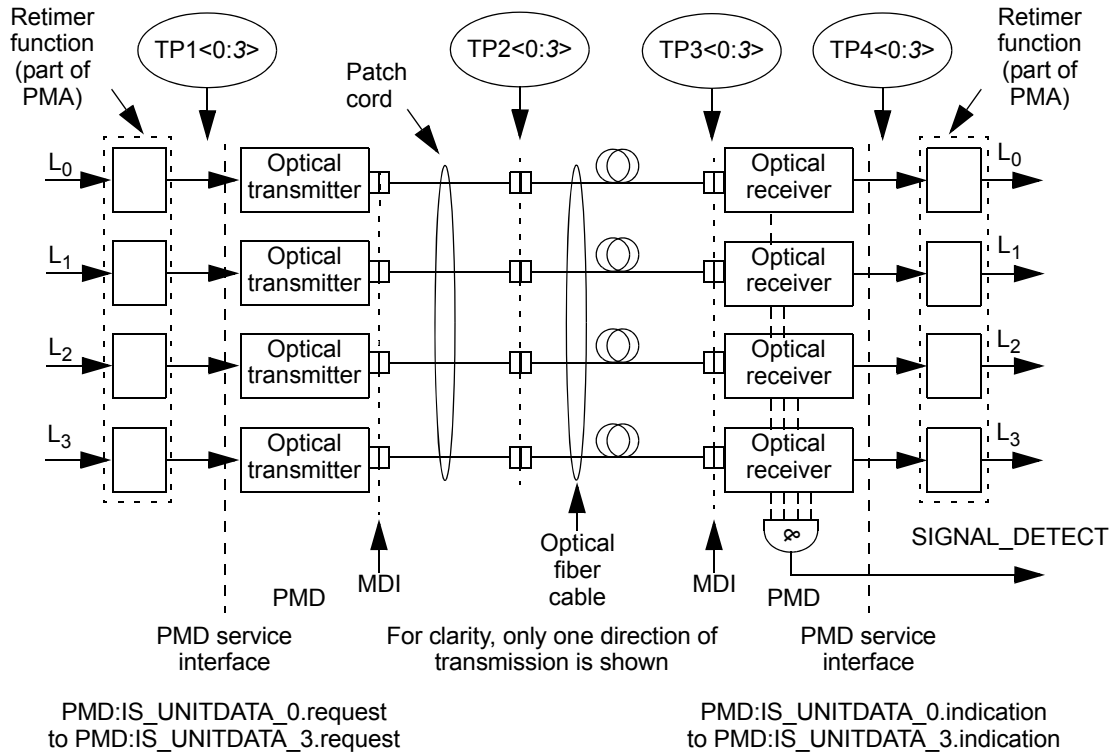 Retimer
function
(part of
PMA)
TP1<0:3>
Patch
cord
TP2<0:3>
TP3<0:3>
TP4<0:3>
Retimer
function
(part of
PMA)
L0
Optical
transmitter
Optical
receiver
L0
L1
Optical
transmitter
Optical
receiver
L1
L2
Optical
transmitter
Optical
receiver
L2
L3
Optical
transmitter
Optical
receiver
L3
&
SIGNAL_DETECT
PMD
MDI
Optical
fiber
cable
MDI
PMD
PMD service
interface
For clarity, only one direction of
transmission is shown
PMD service
interface
PMD:IS_UNITDATA_0.request
to PMD:IS_UNITDATA_3.request
PMD:IS_UNITDATA_0.indication
to PMD:IS_UNITDATA_3.indication